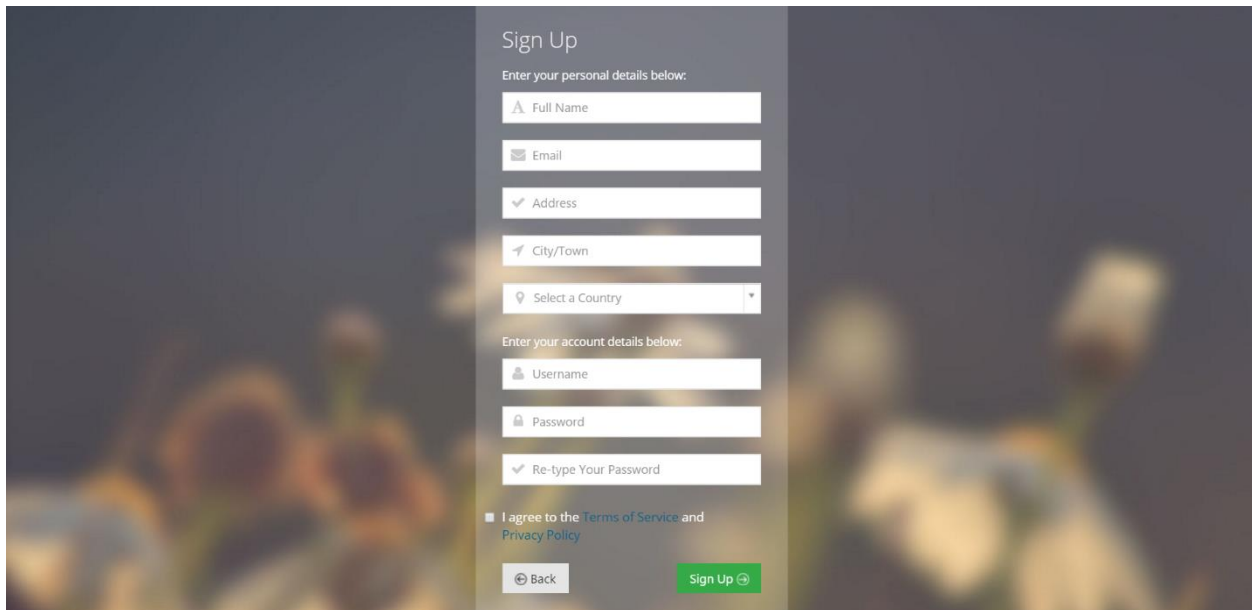 Sign Up
Enter your personal details below:
Full Name
Email
Address
City/Town
Select a Country
Enter your account details below:
Username
Password
Re-type Your Password
I agree to the Terms of Service and
Privacy Policy
Back
Sign Up